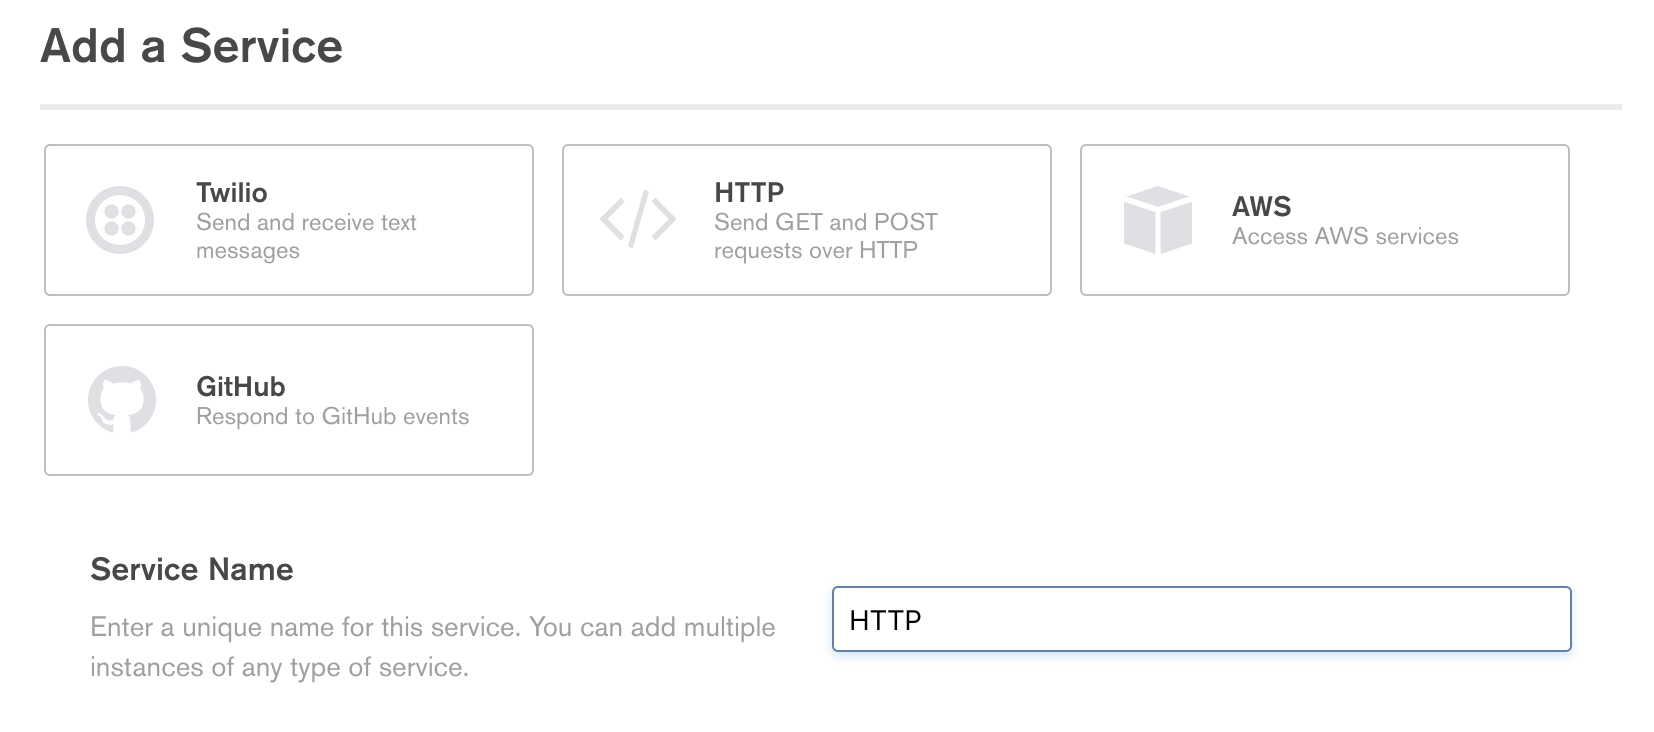 Add a Service
Twilio
Send and receive text
messages
HTTP
Send GET and POST
requests over HTTP
AWS
Access AWS services
GitHub
Respond to GitHub events
Service Name
Enter a unique name for this service. You can add multiple
instances of any type of service.
HTTP